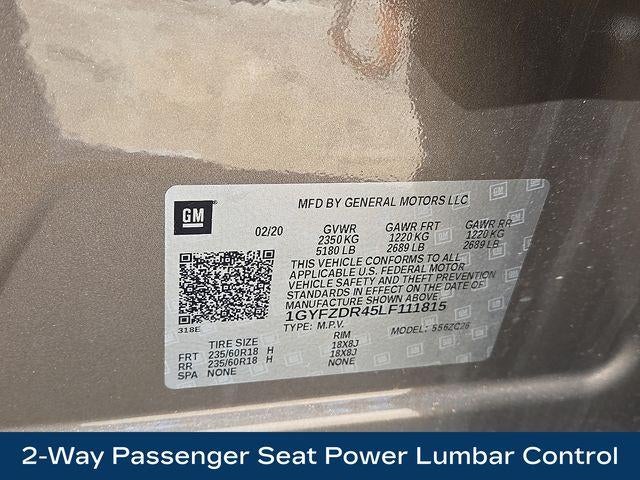 MFD BY GENERAL MOTORS LLC
GM
02/20
GVWR
2350 KG
5180 LB
GAWR FRT
1220 KG
2689 LB
GAWR RR
1220 KG
2689 LB
THIS VEHICLE CONFORMS TO ALL
APPLICABLE U.S. FEDERAL MOTOR
VEHICLE SAFETY AND THEFT PREVENTION
STANDARDS IN EFFECT ON THE DATE OF
MANUFACTURE SHOWN ABOVE.
1GYFZDR45LF111815
318E
TYPE: M.P.V.
MODEL: 556ZC26
TIRE SIZE
RIM
FRT 235/60R18 H 18X8J
RR 235/60R18 H 18X8J
SPA NONE NONE
2-Way Passenger Seat Power Lumbar Control